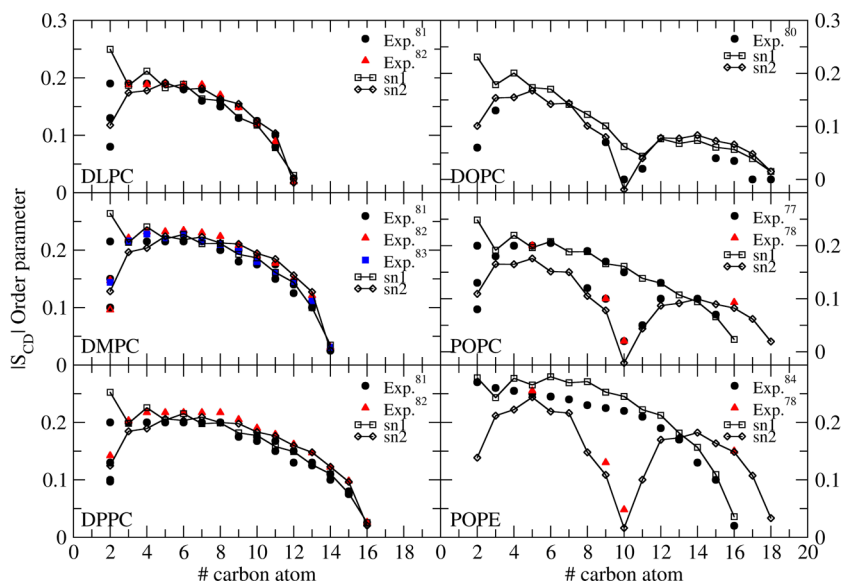 0.3
0.2
0.1
0
DLPC
Exp.81
Exp.82
sn1
sn2
0.3
0.2
0.1
0
DOPC
Exp.80
sn1
sn2
|SCD| Order parameter
0.2
0.1
0
DMPC
Exp.81
Exp.82
Exp.83
sn1
sn2
0.2
0.1
0
POPC
Exp.77
Exp.78
sn1
sn2
0.2
0.1
0
DPPC
Exp.81
Exp.82
sn1
sn2
0.2
0.1
0
POPE
Exp.84
Exp.78
sn1
sn2
0 2 4 6 8 10 12 14 16 18 20
# carbon atom
2 4 6 8 10 12 14 16 18 20
# carbon atom